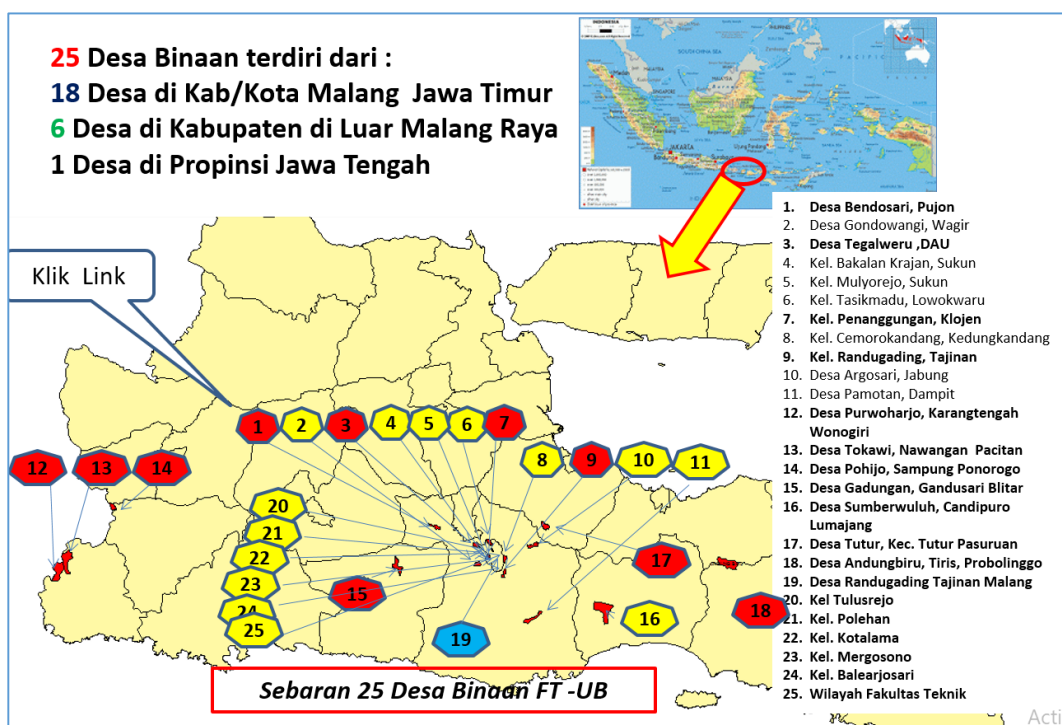 25 Desa Binaan terdiri dari :
18 Desa di Kab/Kota Malang Jawa Timur
6 Desa di Kabupaten di Luar Malang Raya
1 Desa di Propinsi Jawa Tengah
INDONESIA
JAKARTA
Klik Link
1. Desa Bendosari, Pujon
2. Desa Gondowangi, Wagir
3. Desa Tegalweru ,DAU
4. Kel. Bakalan Krajan, Sukun
5. Kel. Mulyorejo, Sukun
6. Kel. Tasikmadu, Lowokwaru
7. Kel. Penanggungan, Klojen
8. Kel. Cemorokandang, Kedungkandang
9. Kel. Randugading, Tajinan
10. Desa Argosari, Jabung
11. Desa Pamotan, Dampit
12. Desa Purwoharjo, Karangtengah
Wonogiri
13. Desa Tokawi, Nawangan Pacitan
14. Desa Pohijo, Sampung Ponorogo
15. Desa Gadungan, Gandusari Blitar
16. Desa Sumberwuluh, Candipuro
Lumajang
17. Desa Tutur, Kec. Tutur Pasuruan
18. Desa Andungbiru, Tiris, Probolinggo
19. Desa Randugading Tajinan Malang
20. Kel Tulusrejo
21. Kel. Polehan
22. Kel. Kotalama
23. Kel. Mergosono
24. Kel. Balearjosari
25. Wilayah Fakultas Teknik
1
2
3
4
5
6
7
8
9
10
11
12
13
14
20
21
22
23
24
25
15
19
17
16
18
Sebaran 25 Desa Binaan FT -UB
Acti